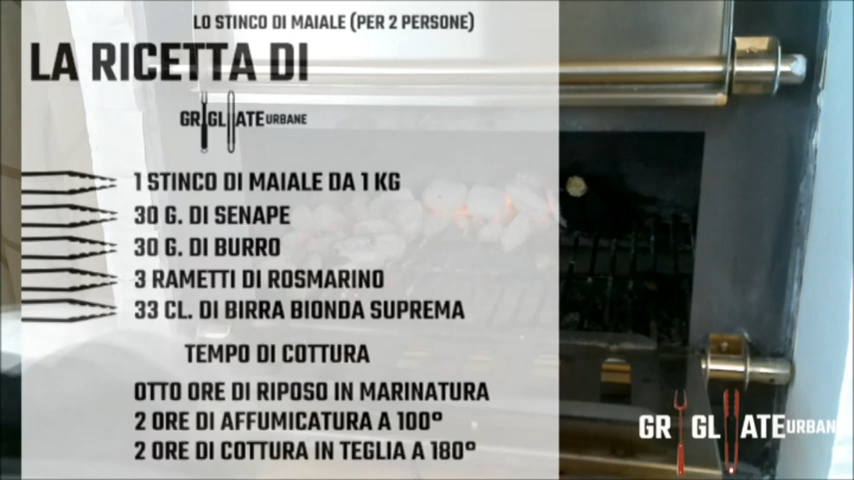 LO STINCO DI MAIALE (PER 2 PERSONE)
LA RICETTA DI
GRIGLIATE URBANE
1 STINCO DI MAIALE DA 1 KG
30 G. DI SENAPE
30 G. DI BURRO
3 RAMETTI DI ROSMARINO
33 CL. DI BIRRA BIONDA SUPREMA
TEMPO DI COTTURA
OTTO ORE DI RIPOSO IN MARINATURA
2 ORE DI AFFUMICATURA A 100°
2 ORE DI COTTURA IN TEGLIA A 180°
GRIGLIATE URBAN